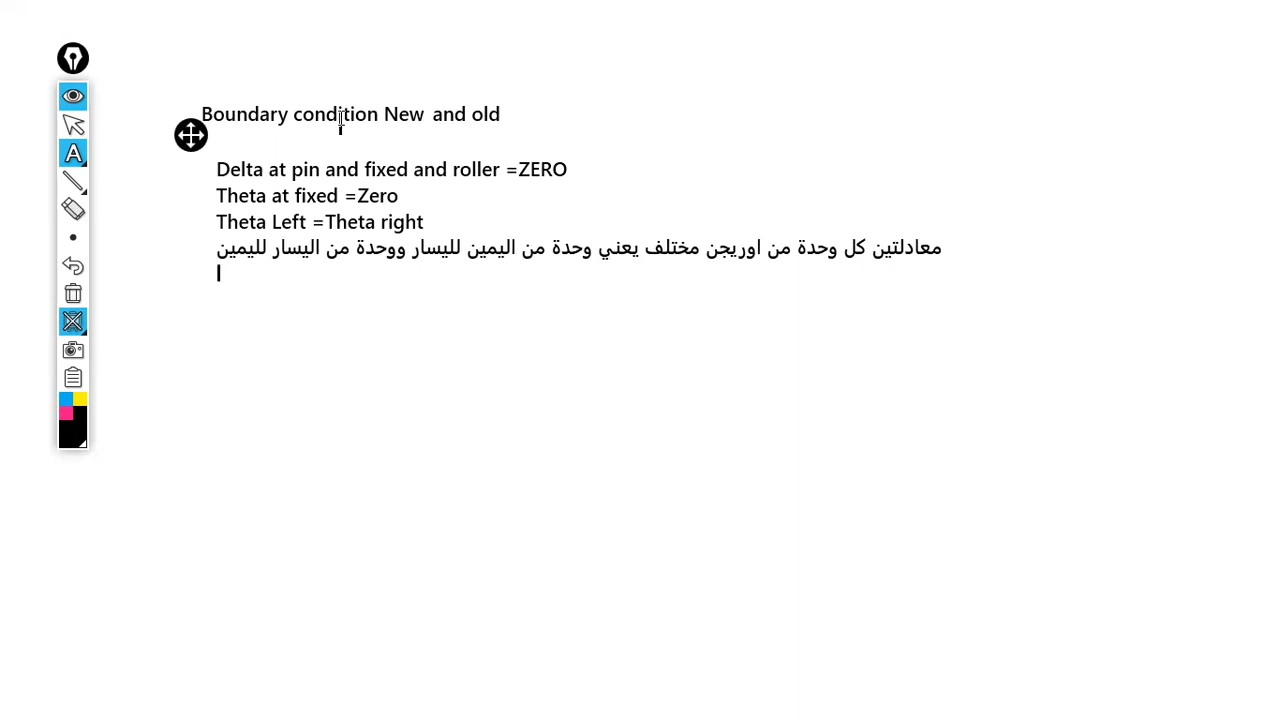 Boundary condition New and old
Delta at pin and fixed and roller =ZERO
Theta at fixed =Zero
Theta Left =Theta right
معادلتين كل وحدة من اوريجن مختلف يعني وحدة من اليمين لليسار ووحدة من اليسار لليمين